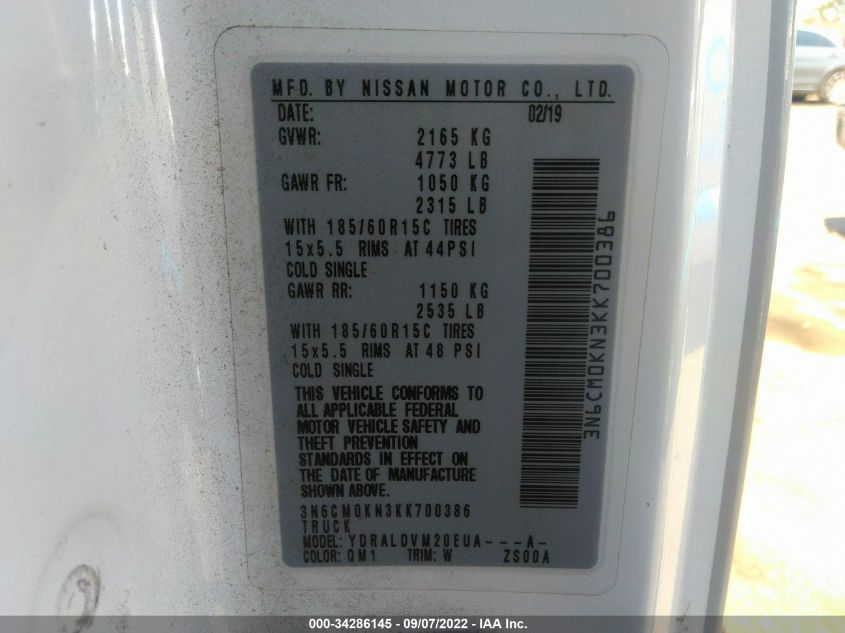 MFD. BY NISSAN MOTOR CO., LTD.
DATE: 02/19
GVWR: 2165 KG
4773 LB
GAWR FR: 1050 KG
2315 LB
WITH 185/60R15C TIRES
15x5.5 RIMS AT 44PSI
COLD SINGLE
GAWR RR: 1150 KG
2535 LB
WITH 185/60R15C TIRES
15x5.5 RIMS AT 48 PSI
COLD SINGLE
THIS VEHICLE CONFORMS TO
ALL APPLICABLE FEDERAL
MOTOR VEHICLE SAFETY AND
THEFT PREVENTION
STANDARDS IN EFFECT ON
THE DATE OF MANUFACTURE
SHOWN ABOVE.
3N6CM0KN3KK700386
TRUCK
MODEL: YDRALDVM20EUA---A-
COLOR: QM1 TRIM: W ZS00A
3N6CM0KN3KK700386
000-34286145 - 09/07/2022 - IAA Inc.